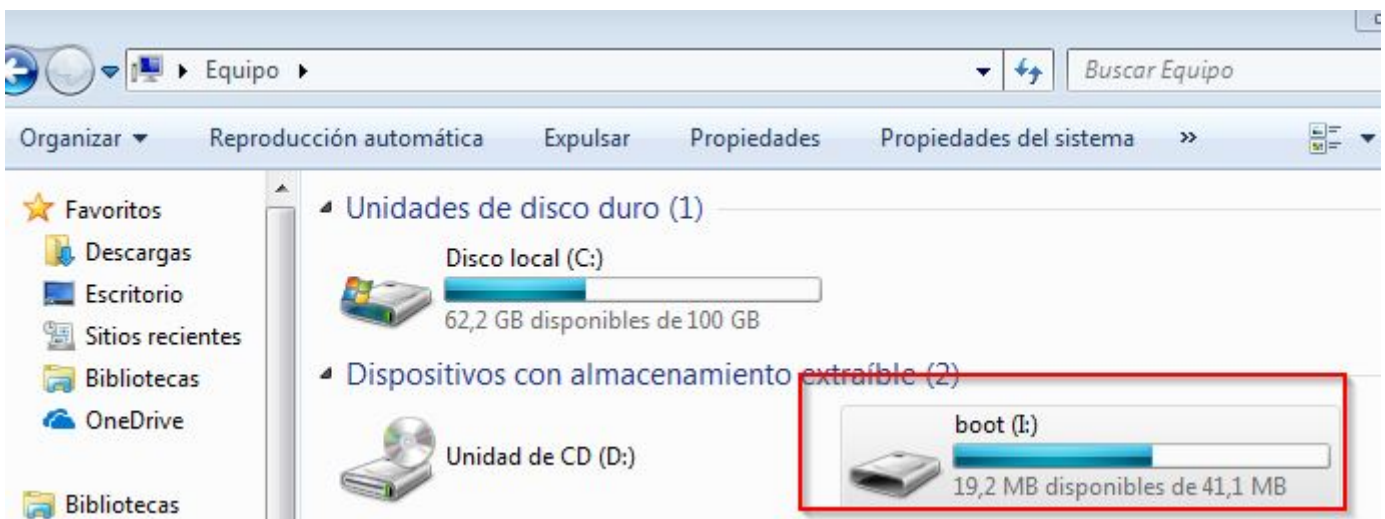 Equipo
Buscar Equipo
Organizar Reproducción automática Expulsar Propiedades Propiedades del sistema »
Favoritos
Descargas
Escritorio
Sitios recientes
Bibliotecas
OneDrive
Bibliotecas
Unidades de disco duro (1)
Disco local (C:)
62,2 GB disponibles de 100 GB
Dispositivos con almacenamiento extraíble (2)
Unidad de CD (D:)
boot (I:)
19,2 MB disponibles de 41,1 MB